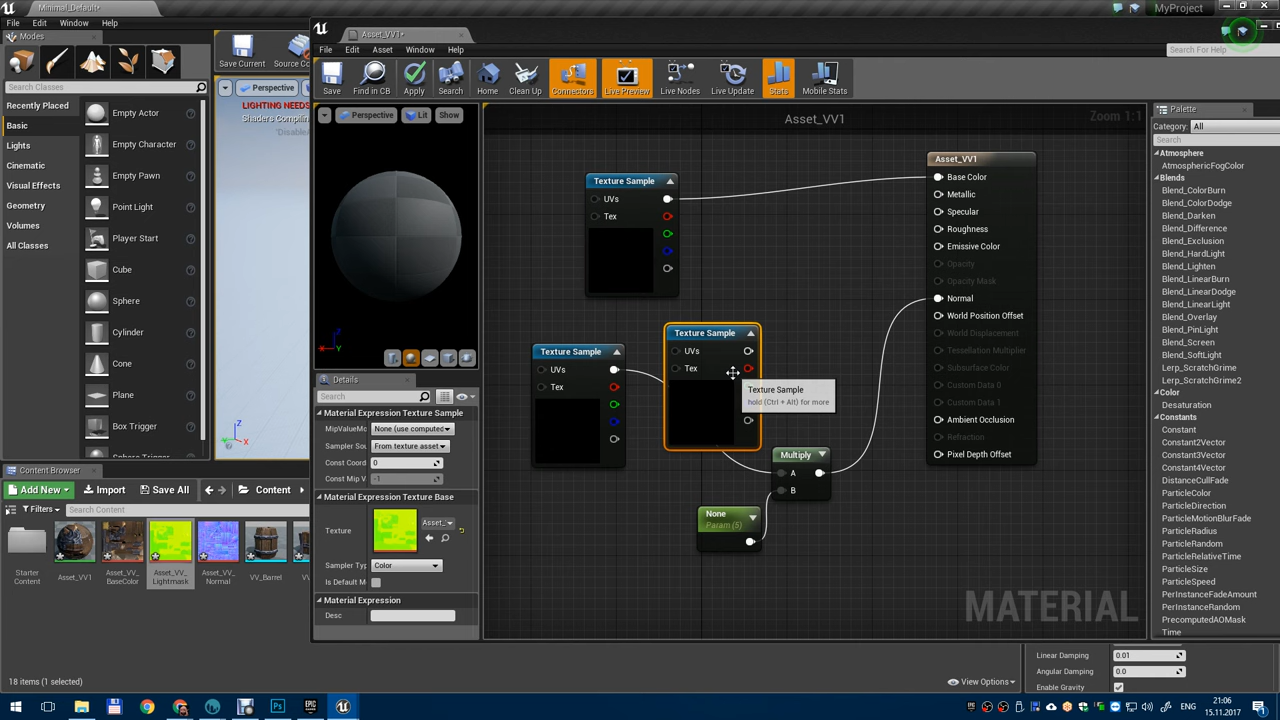 Minimal_Default*
MyProject
File Edit Window Help
Modes
Save Current
Source Co
Search Classes
Recently Placed
Basic
Lights
Cinematic
Visual Effects
Geometry
Volumes
All Classes
Empty Actor
Empty Character
Empty Pawn
Point Light
Player Start
Cube
Sphere
Cylinder
Cone
Plane
Box Trigger
Perspective
LIGHTING NEEDS
Shaders Compilin
Asset_VV1*
File Edit Asset Window Help
Search For Help
Save
Find in CB
Apply
Search
Home
Clean Up
Connectors
Live Preview
Live Nodes
Live Update
Stats
Mobile Stats
Perspective
Lit
Show
Asset_VV1
Zoom 1:1
Texture Sample
UVs
Tex
Texture Sample
UVs
Tex
Texture Sample
UVs
Tex
Texture Sample
hold (Ctrl + Alt) for more
Multiply
A
B
None
Param (5)
Asset_VV1
Base Color
Metallic
Specular
Roughness
Emissive Color
Opacity
Opacity Mask
Normal
World Position Offset
World Displacement
Tessellation Multiplier
Subsurface Color
Custom Data 0
Custom Data 1
Ambient Occlusion
Refraction
Pixel Depth Offset
MATERIAL
Details
Search
Material Expression Texture Sample
MipValueMo
None (use computed
Sampler Sou
From texture asset
Const Coord
0
Const Mip V
-1
Material Expression Texture Base
Texture
Asset_
Sampler Typ
Color
Is Default M
Material Expression
Desc
Palette
Category:
All
Search
Atmosphere
AtmosphericFogColor
Blends
Blend_ColorBurn
Blend_ColorDodge
Blend_Darken
Blend_Difference
Blend_Exclusion
Blend_HardLight
Blend_Lighten
Blend_LinearBurn
Blend_LinearDodge
Blend_LinearLight
Blend_Overlay
Blend_PinLight
Blend_Screen
Blend_SoftLight
Lerp_ScratchGrime
Lerp_ScratchGrime2
Color
Desaturation
Constants
Constant
Constant2Vector
Constant3Vector
Constant4Vector
DistanceCullFade
ParticleColor
ParticleDirection
ParticleMotionBlurFade
ParticleRadius
ParticleRandom
ParticleRelativeTime
ParticleSize
ParticleSpeed
PerInstanceFadeAmount
PerInstanceRandom
PrecomputedAOMask
Time
Content Browser
Add New
Import
Save All
Content
Filters
Search Content
Starter
Content
Asset_VV1
Asset_VV_
BaseColor
Asset_VV_
Lightmask
Asset_VV_
Normal
VV_Barrel
18 items (1 selected)
View Options
Linear Damping
0.01
Angular Damping
0.0
Enable Gravity
ENG
21:06
15.11.2017